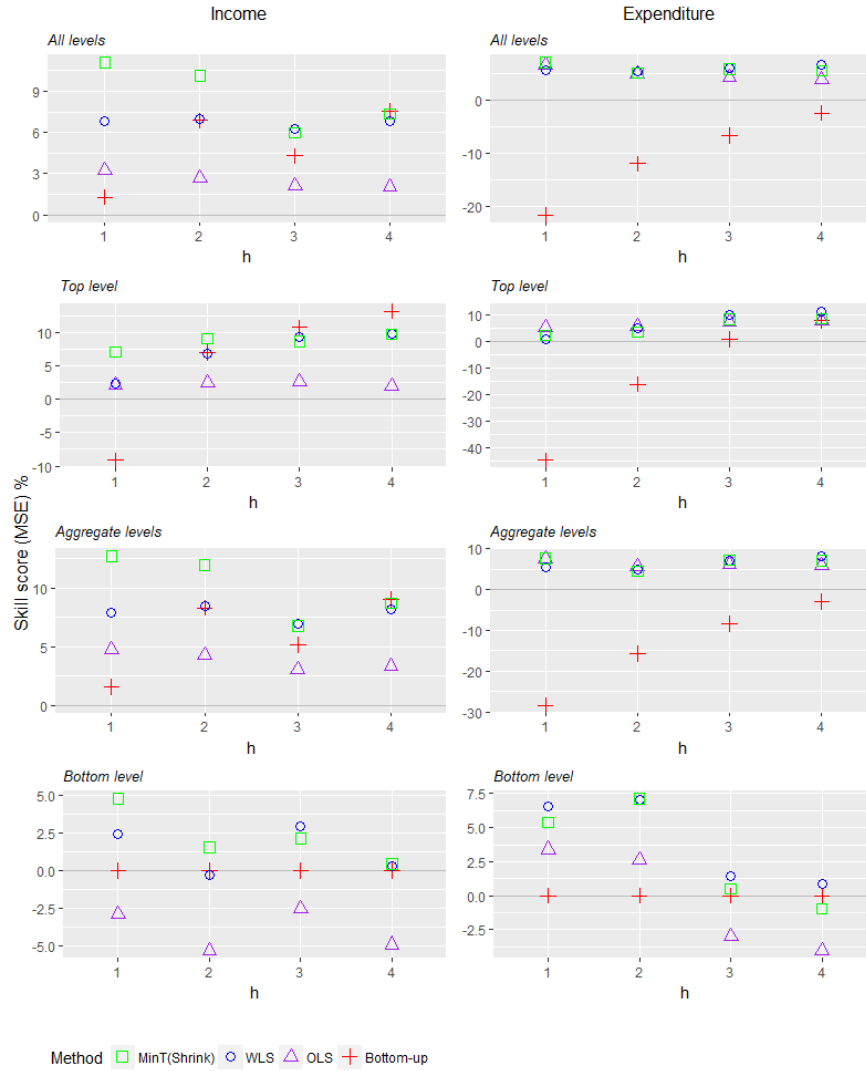 Income
Expenditure
Skill score (MSE) %
All levels
9
6
3
0
1 2 3 4
h
All levels
0
-10
-20
1 2 3 4
h
Top level
10
5
0
-5
-10
1 2 3 4
h
Top level
10
0
-10
-20
-30
-40
1 2 3 4
h
Aggregate levels
10
5
0
1 2 3 4
h
Aggregate levels
10
0
-10
-20
-30
1 2 3 4
h
Bottom level
5.0
2.5
0.0
-2.5
-5.0
1 2 3 4
h
Bottom level
7.5
5.0
2.5
0.0
-2.5
1 2 3 4
h
Method MinT(Shrink) WLS OLS Bottom-up